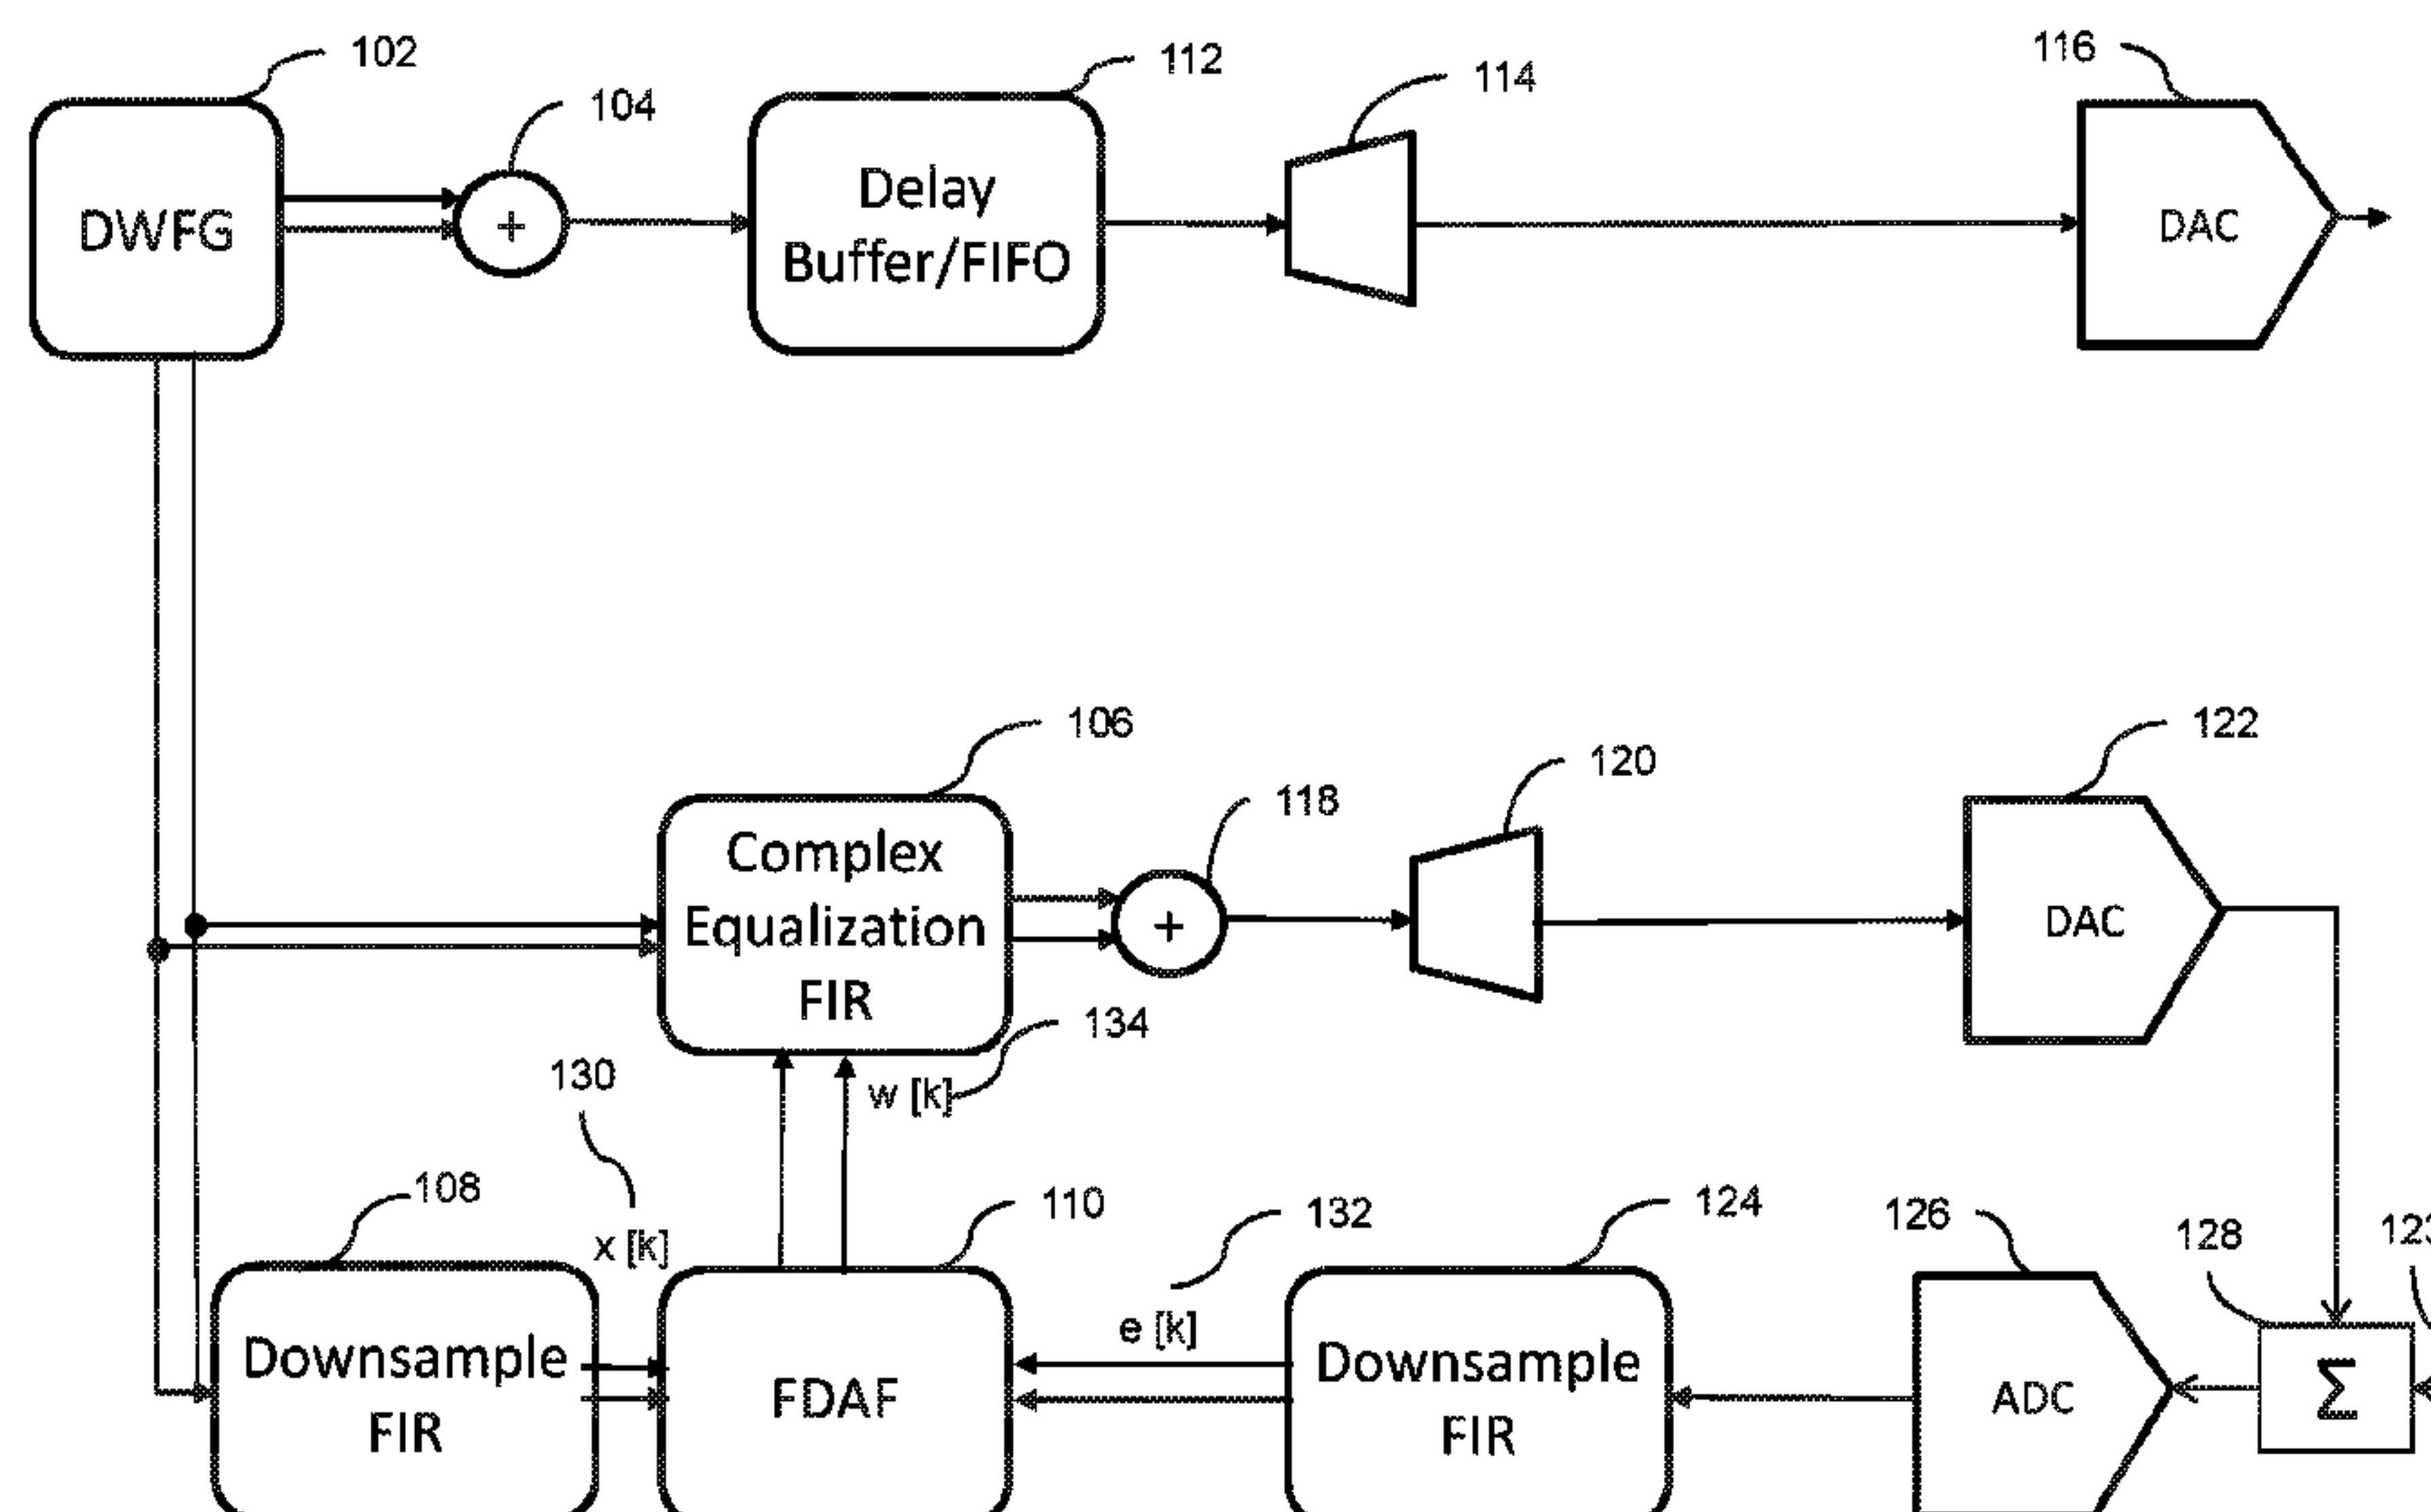 102
104
112
114
116
DWFG
+
Delay
Buffer/FIFO
DAC
106
118
120
122
Complex
Equalization
FIR
+
DAC
134
130
w [k]
108
x [k]
110
132
124
126
128
123
e [k]
Downsample
FIR
FDAF
Downsample
FIR
ADC
Σ